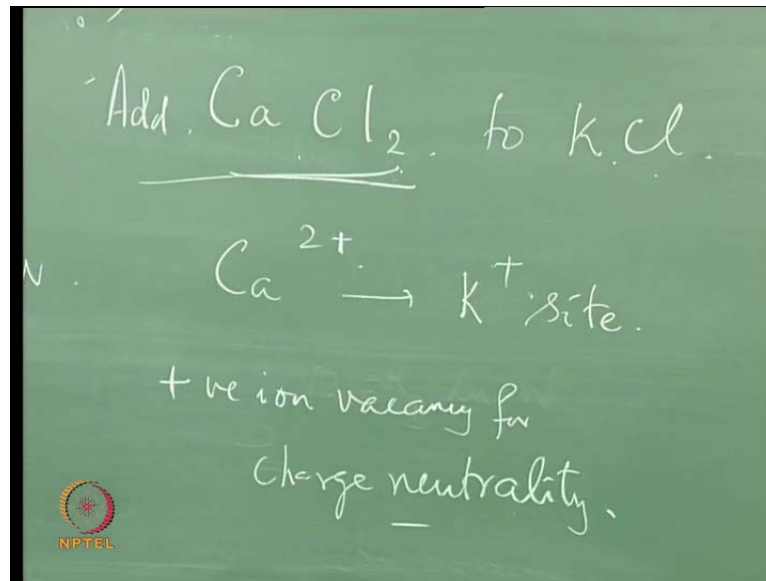 Add. CaCl₂. to KCl.
N.
Ca²⁺ → K⁺ site.
+ve ion vacancy for
charge neutrality.
NPTEL